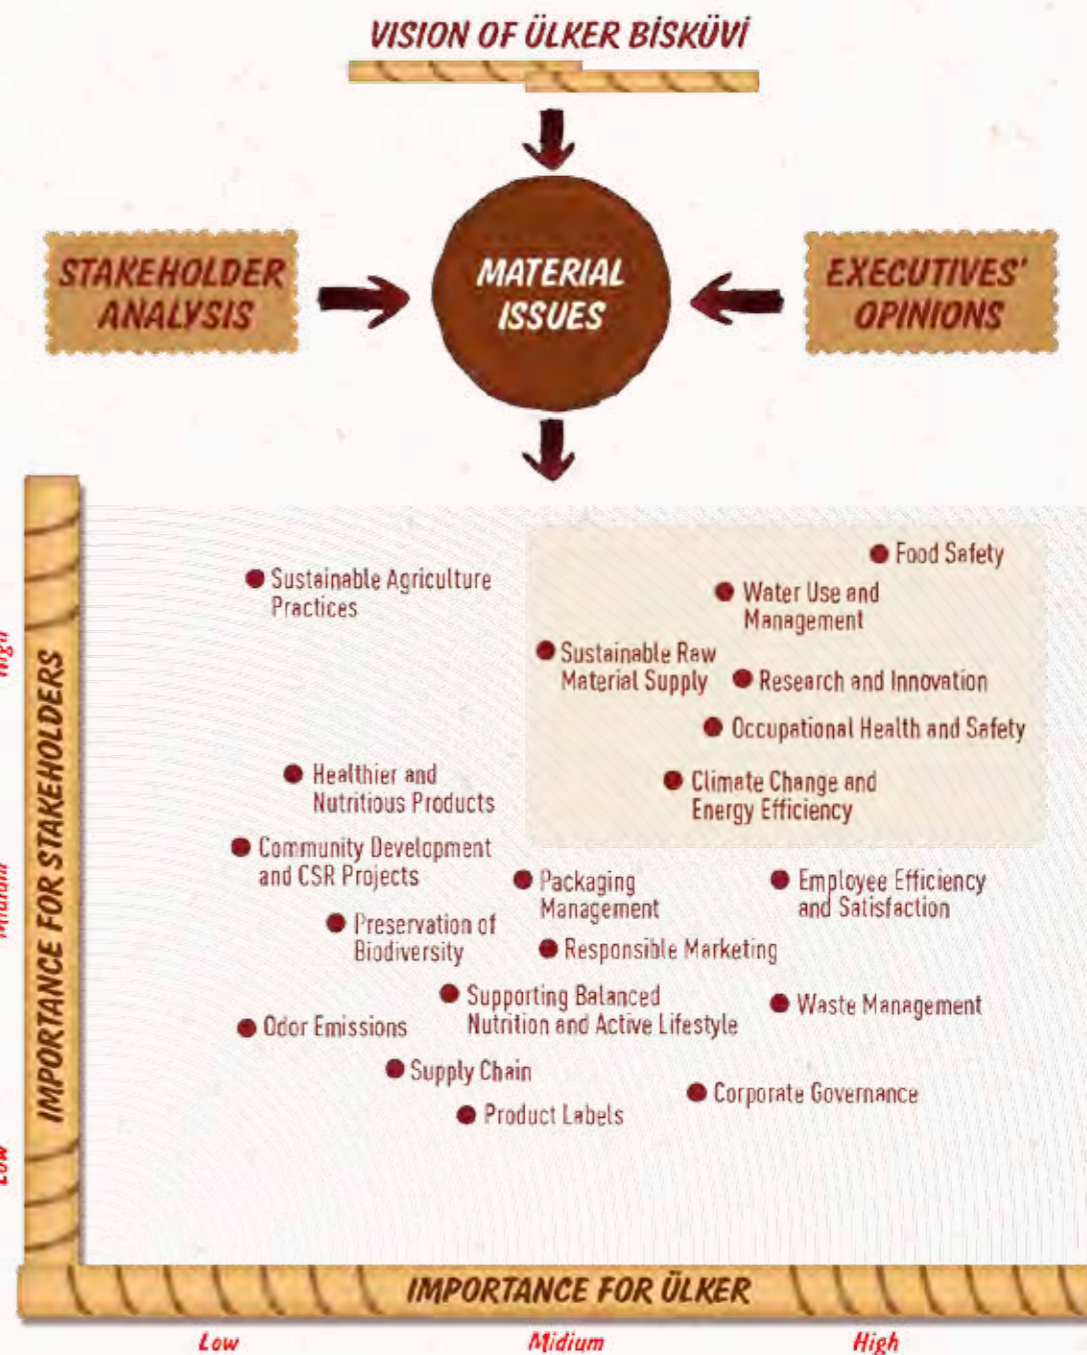 VISION OF ÜLKER BİSKÜVİ
STAKEHOLDER
ANALYSIS
MATERIAL
ISSUES
EXECUTIVES'
OPINIONS
Food Safety
Sustainable Agriculture
Practices
Water Use and
Management
Sustainable Raw
Material Supply
Research and Innovation
Occupational Health and Safety
Healthier and
Nutritious Products
Climate Change and
Energy Efficiency
Community Development
and CSR Projects
Packaging
Management
Employee Efficiency
and Satisfaction
Preservation of
Biodiversity
Responsible Marketing
Supporting Balanced
Nutrition and Active Lifestyle
Waste Management
Odor Emissions
Supply Chain
Corporate Governance
Product Labels
IMPORTANCE FOR STAKEHOLDERS
High
Midium
Low
IMPORTANCE FOR ÜLKER
Low
Midium
High